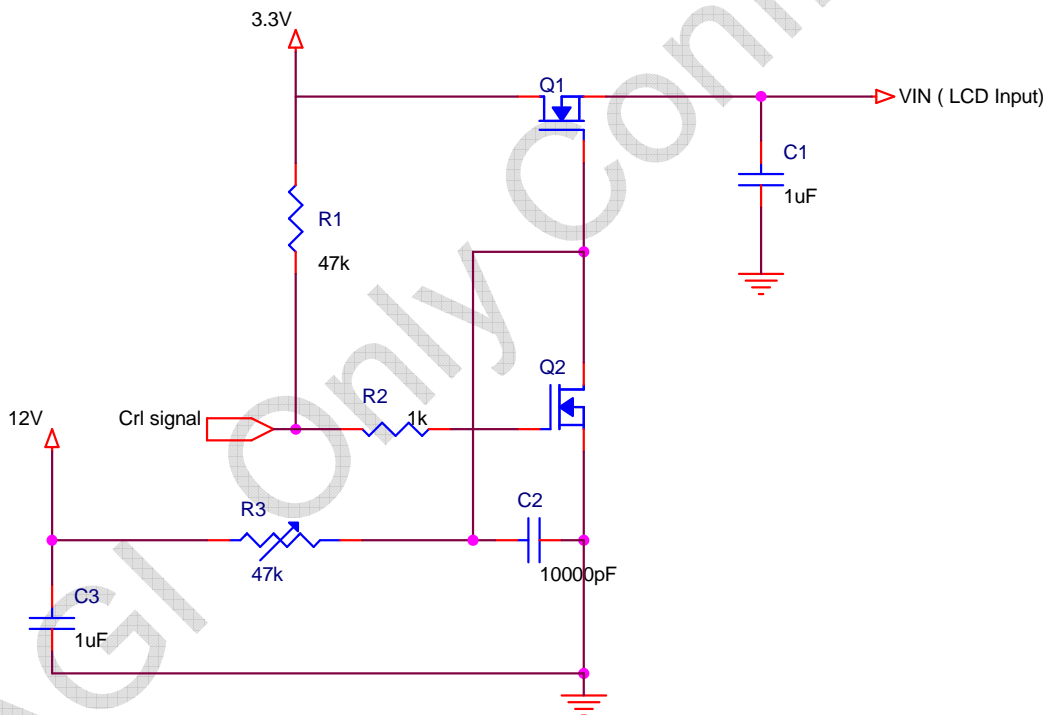 3.3V
Q1
VIN ( LCD Input)
C1
1uF
R1
47k
Q2
R2
1k
12V
Crl signal
R3
47k
C2
10000pF
C3
1uF
Only